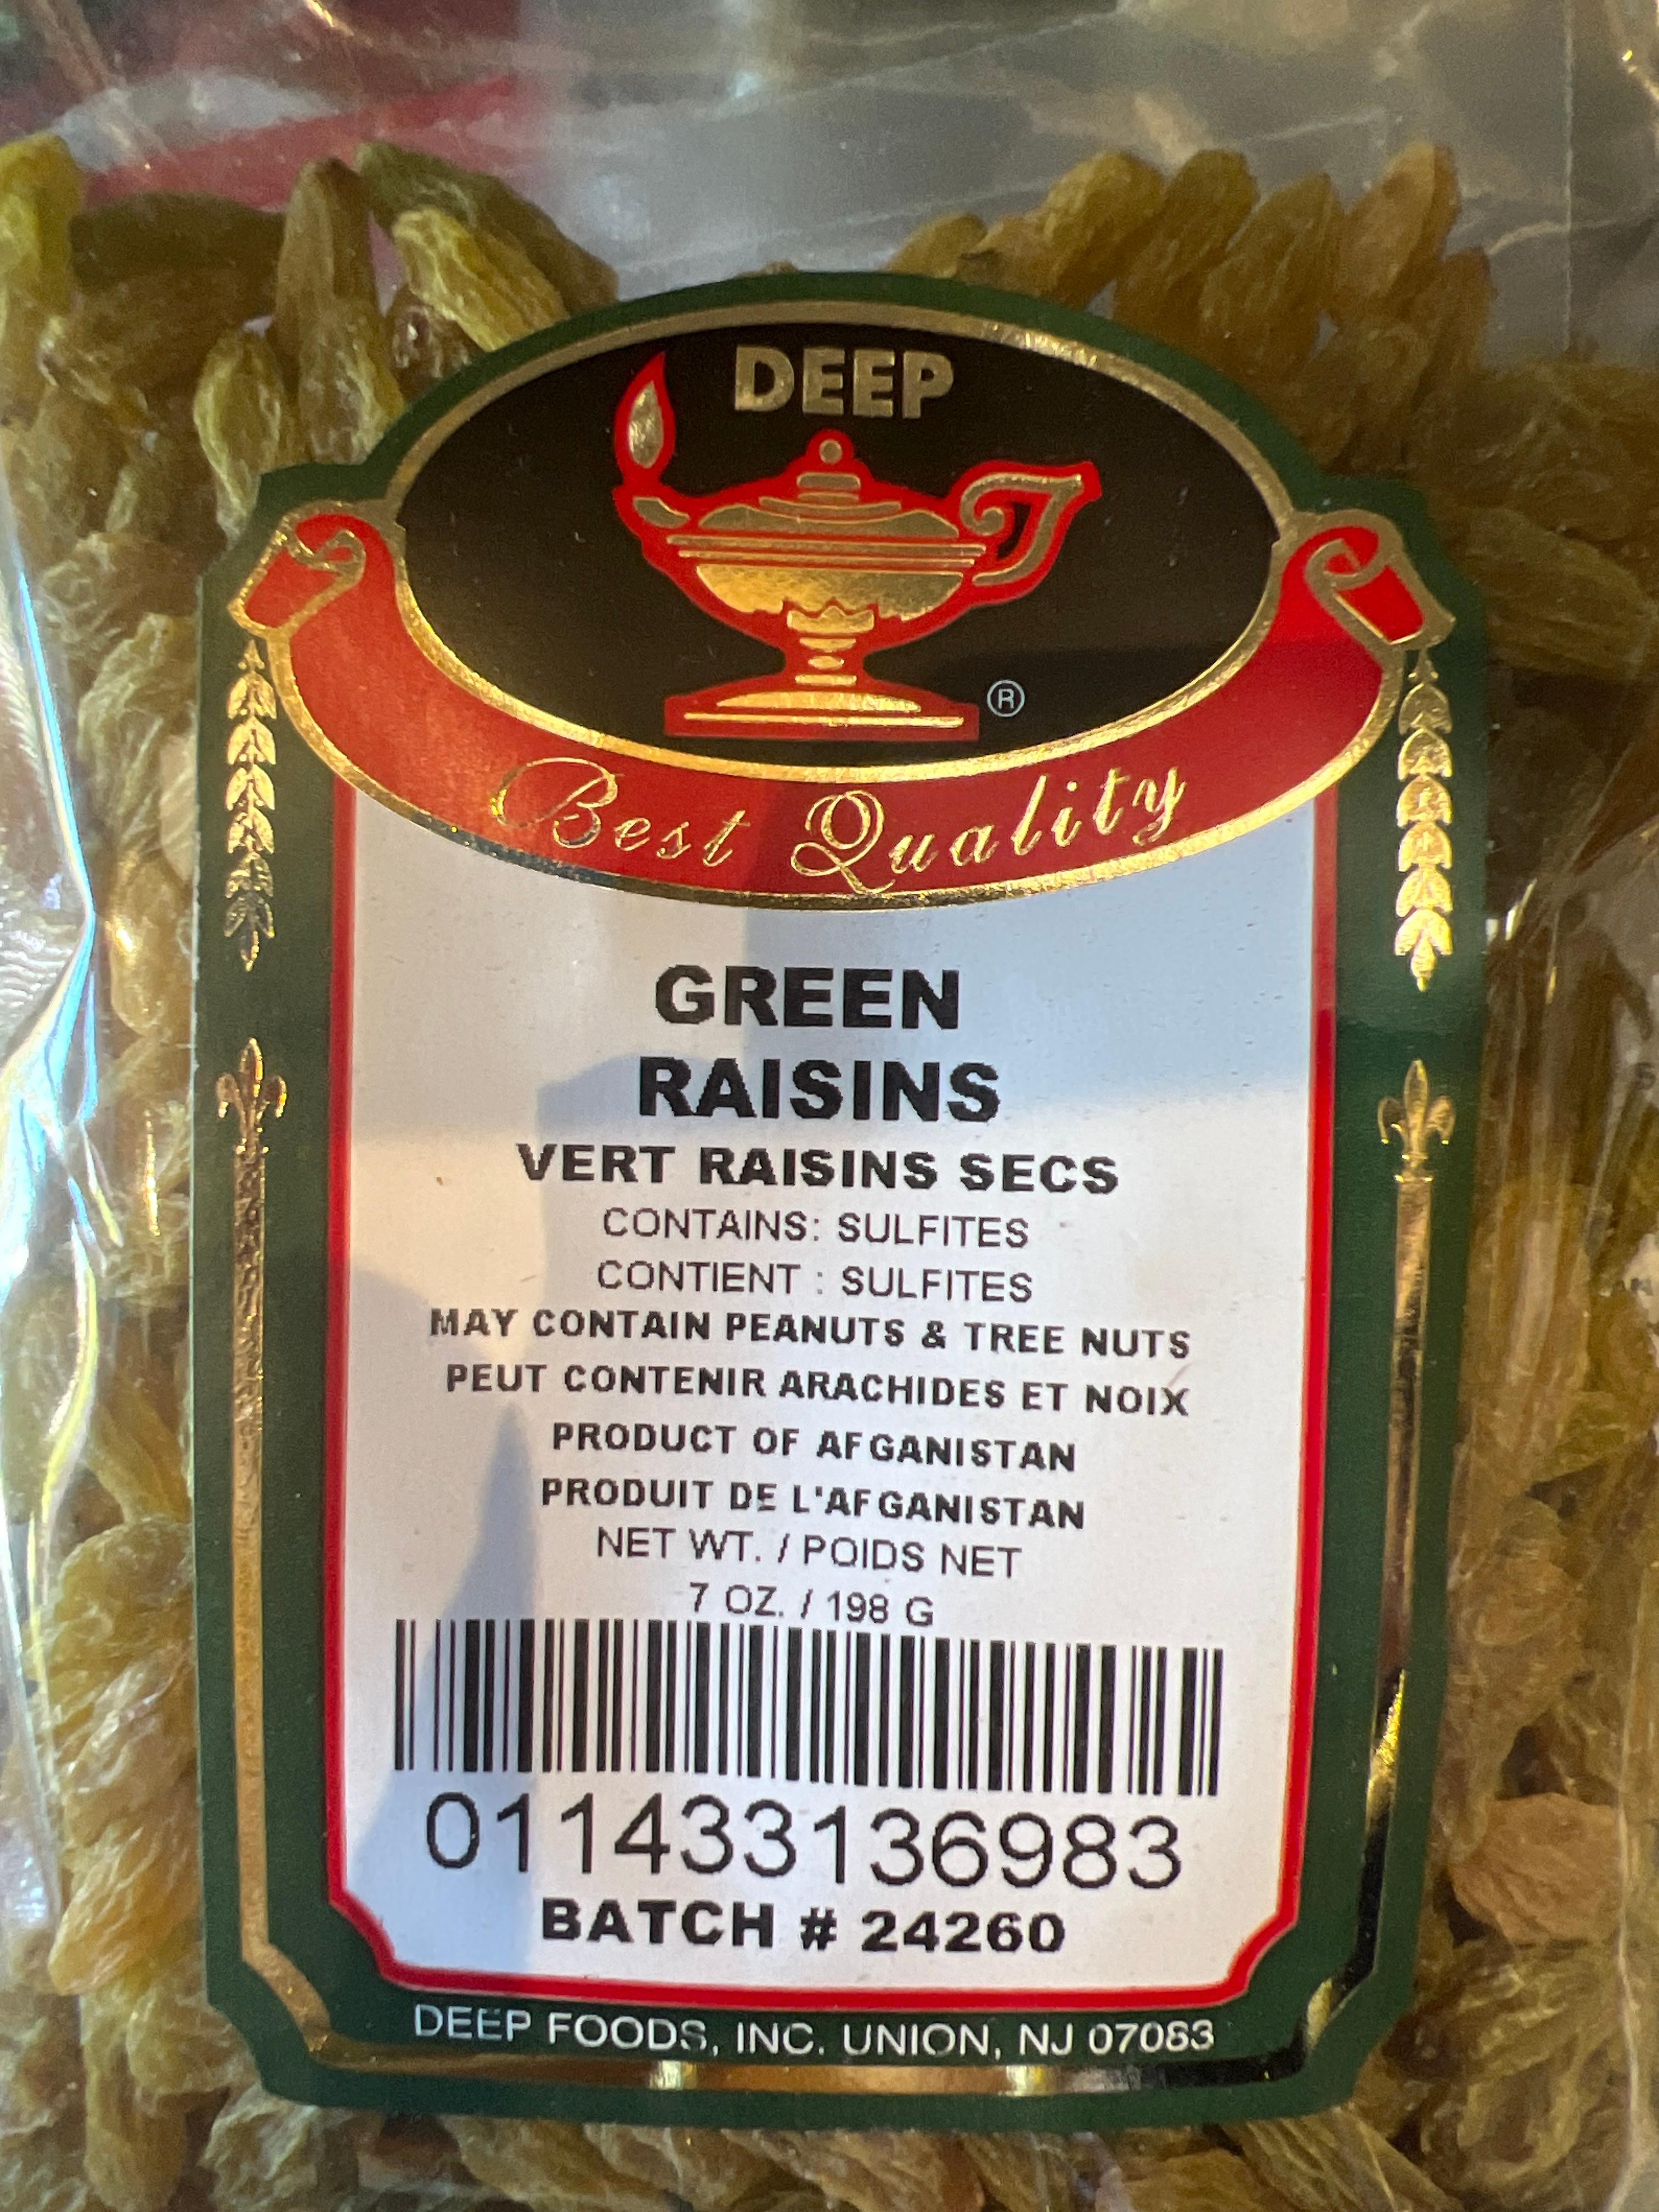 DEEP
®
Best Quality
GREEN
RAISINS
VERT RAISINS SECS
CONTAINS: SULFITES
CONTIENT : SULFITES
MAY CONTAIN PEANUTS & TREE NUTS
PEUT CONTENIR ARACHIDES ET NOIX
PRODUCT OF AFGANISTAN
PRODUIT DE L'AFGANISTAN
NET WT. / POIDS NET
7 OZ. / 198 G
011433136983
BATCH # 24260
DEEP FOODS, INC. UNION, NJ 07083